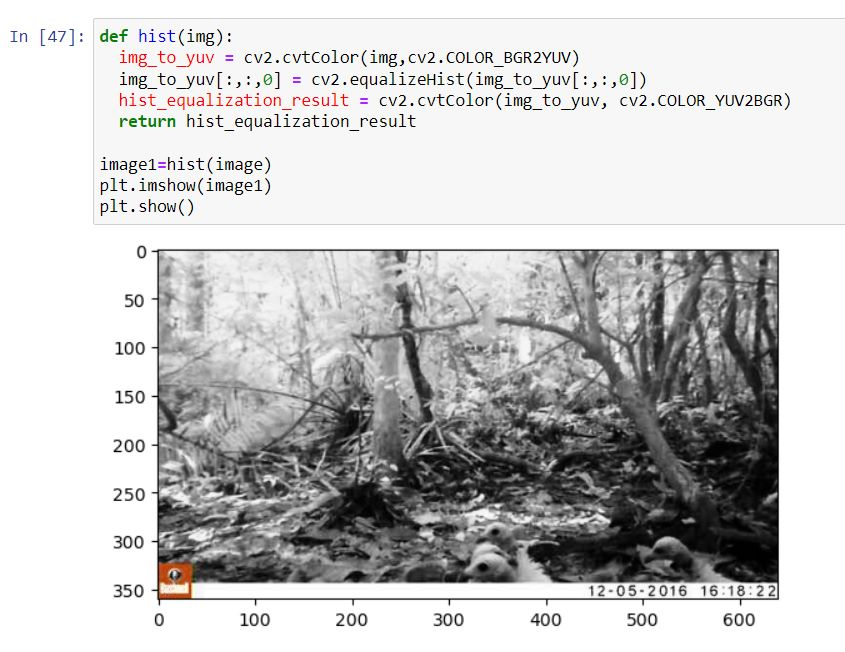 In [47]: def hist(img):
img_to_yuv = cv2.cvtColor(img,cv2.COLOR_BGR2YUV)
img_to_yuv[:,:,0] = cv2.equalizeHist(img_to_yuv[:,:,0])
hist_equalization_result = cv2.cvtColor(img_to_yuv, cv2.COLOR_YUV2BGR)
return hist_equalization_result
image1=hist(image)
plt.imshow(image1)
plt.show()
0
50
100
150
200
250
300
350
12-05-2016 16:18:22
0 100 200 300 400 500 600